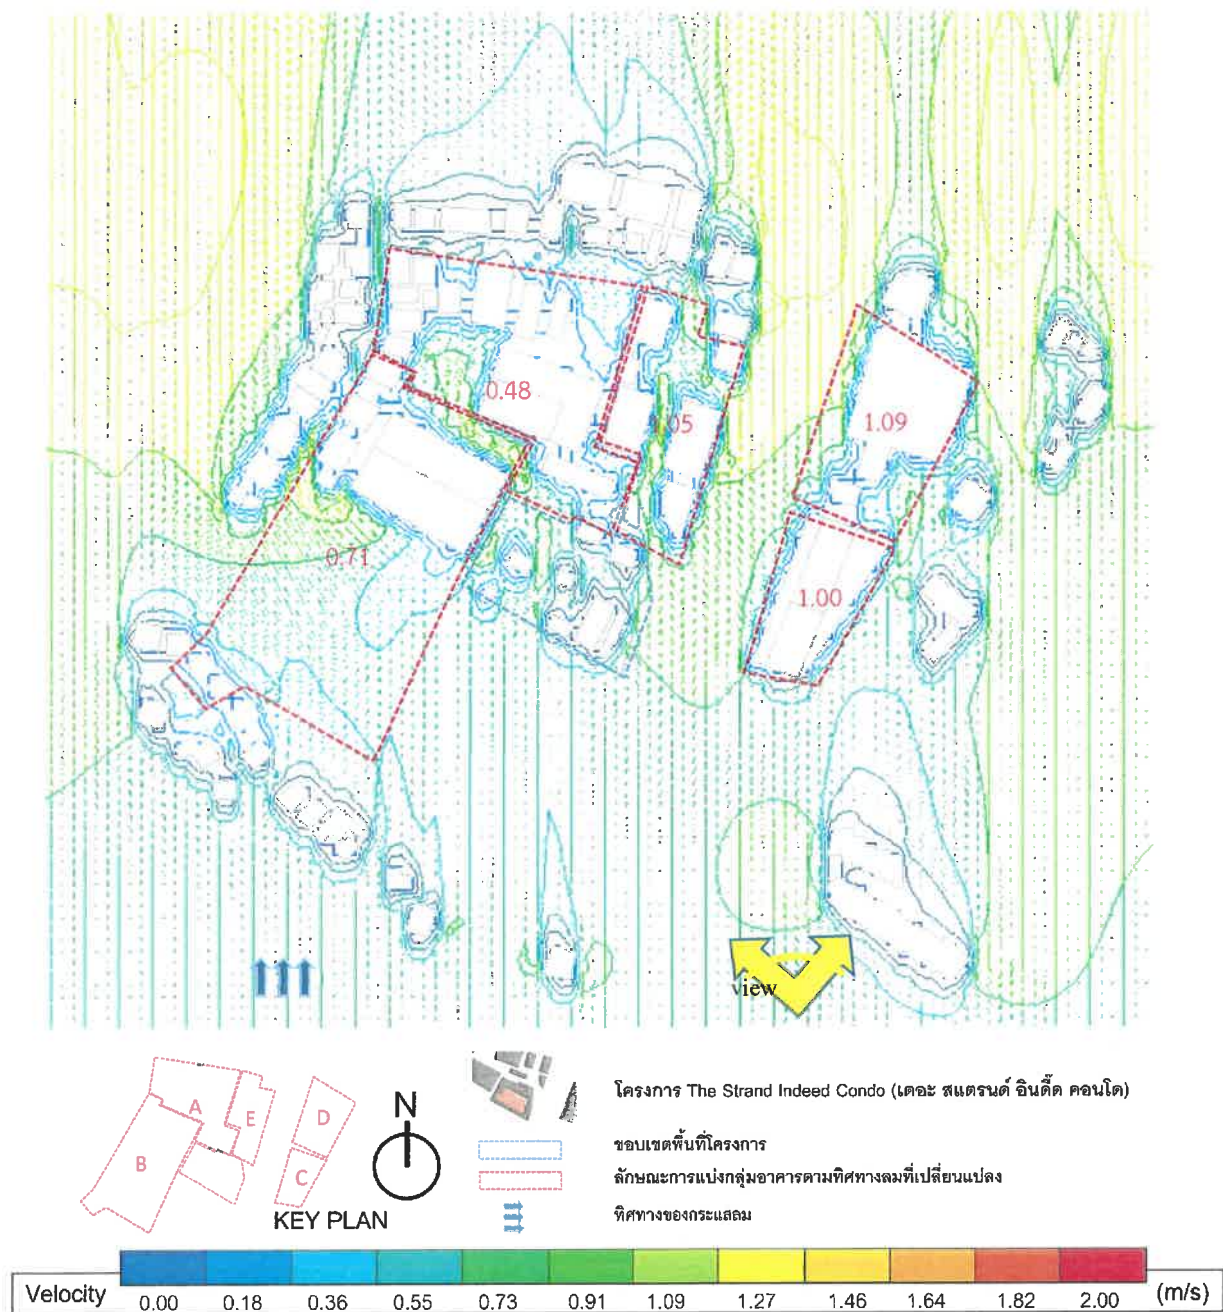 0.48
.05
1.09
0.71
1.00
view
A
E
D
B
C
N
KEY PLAN
โครงการ The Strand Indeed Condo (เดอะ สแตรนด์ อินดี๊ด คอนโด)
ขอบเขตพื้นที่โครงการ
ลักษณะการแบ่งกลุ่มอาคารตามทิศทางลมที่เปลี่ยนแปลง
ทิศทางของกระแสลม
Velocity 0.00 0.18 0.36 0.55 0.73 0.91 1.09 1.27 1.46 1.64 1.82 2.00 (m/s)